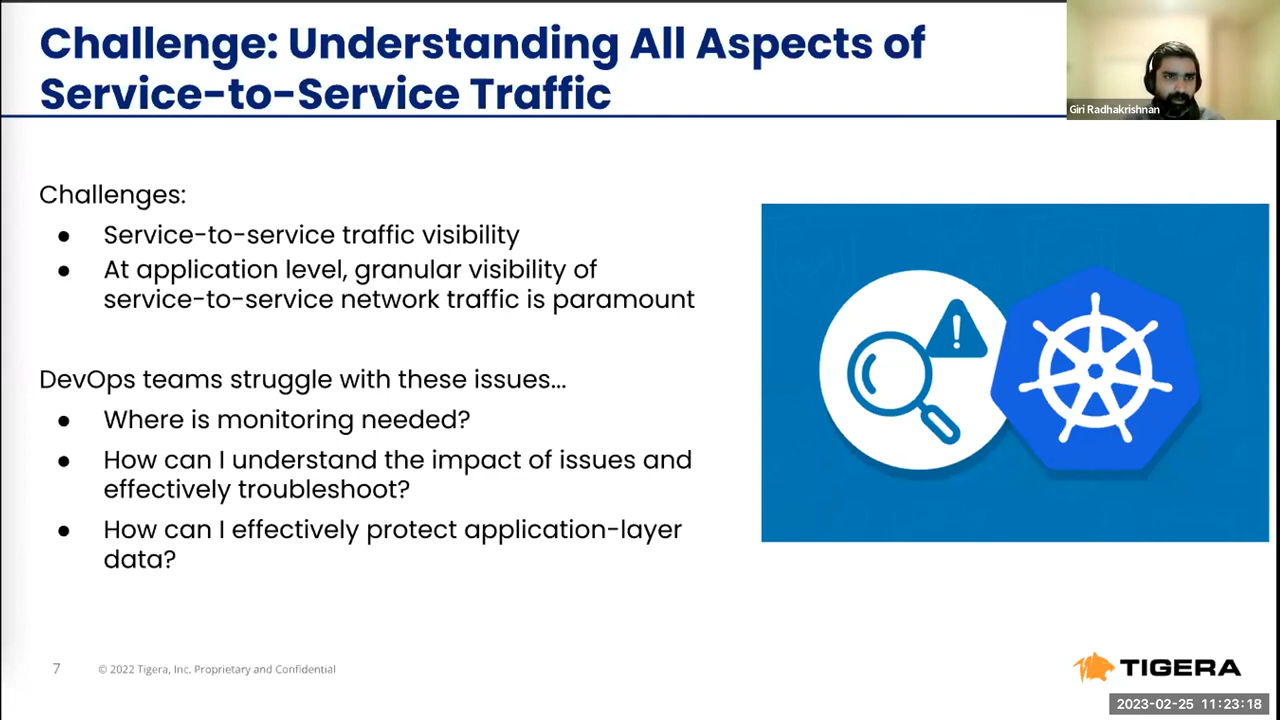 Challenge: Understanding All Aspects of
Service-to-Service Traffic
Giri Radhakrishnan
Challenges:
● Service-to-service traffic visibility
● At application level, granular visibility of
service-to-service network traffic is paramount
DevOps teams struggle with these issues...
● Where is monitoring needed?
● How can I understand the impact of issues and
effectively troubleshoot?
● How can I effectively protect application-layer
data?
!
7 © 2022 Tigera, Inc. Proprietary and Confidential
TIGERA
2023-02-25 11:23:18